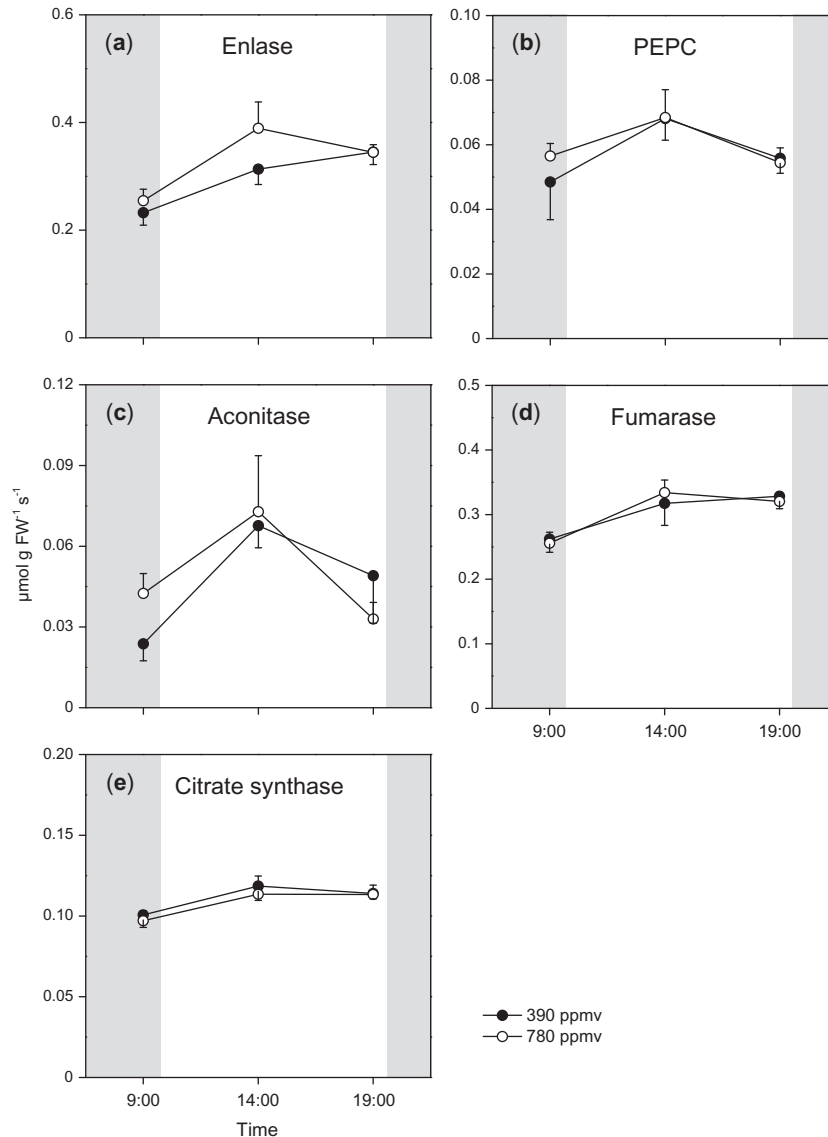 (a) Enlase
0.6
0.4
0.2
0
(b) PEPC
0.10
0.08
0.06
0.04
0.02
0
(c) Aconitase
0.12
0.09
0.06
0.03
0
(d) Fumarase
0.5
0.4
0.3
0.2
0.1
0
9:00 14:00 19:00
µmol g FW⁻¹ s⁻¹
(e) Citrate synthase
0.20
0.15
0.10
0.05
0
9:00 14:00 19:00
Time
390 ppmv
780 ppmv